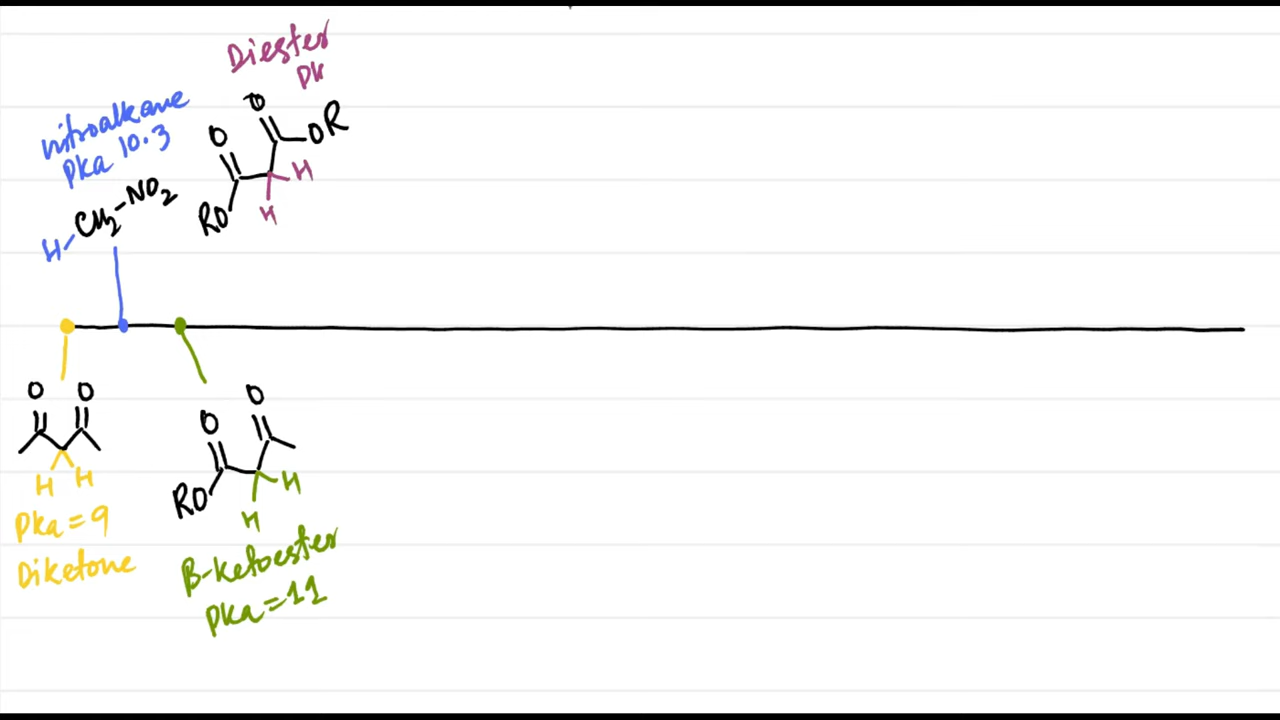 Diester
pk
nitroalkane
pka 10.3
O
OR
O
H
RO
H
CH2-NO2
H
O O
H H
pka = 9
Diketone
O
O
RO
H
H
β-ketoester
pka = 11